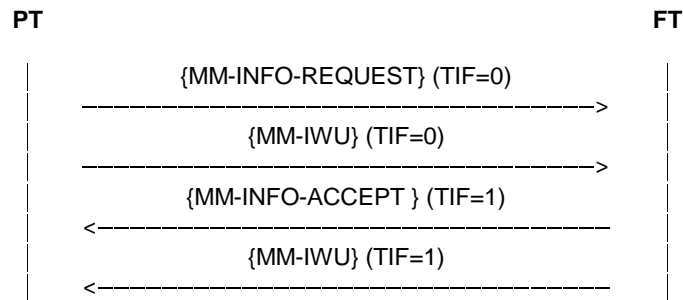 PT FT
{MM-INFO-REQUEST} (TIF=0)
{MM-IWU} (TIF=0)
{MM-INFO-ACCEPT } (TIF=1)
{MM-IWU} (TIF=1)